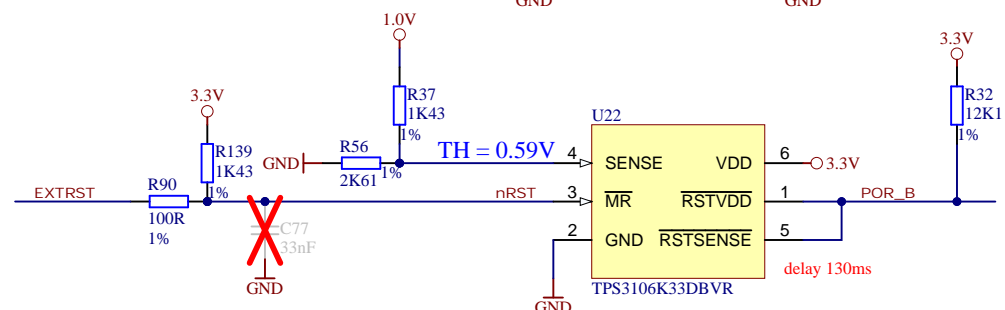 GND
GND
1.0V
3.3V
3.3V
R37
1K43
1%
R32
12K1
1%
U22
R139
1K43
1%
R56
2K61
1%
GND
TH = 0.59V
4
SENSE
VDD
6
3.3V
EXTRST
R90
100R
1%
nRST
3
MR
RSTVDD
1
POR_B
C77
33nF
GND
2
GND
RSTSENSE
5
delay 130ms
TPS3106K33DBVR
GND